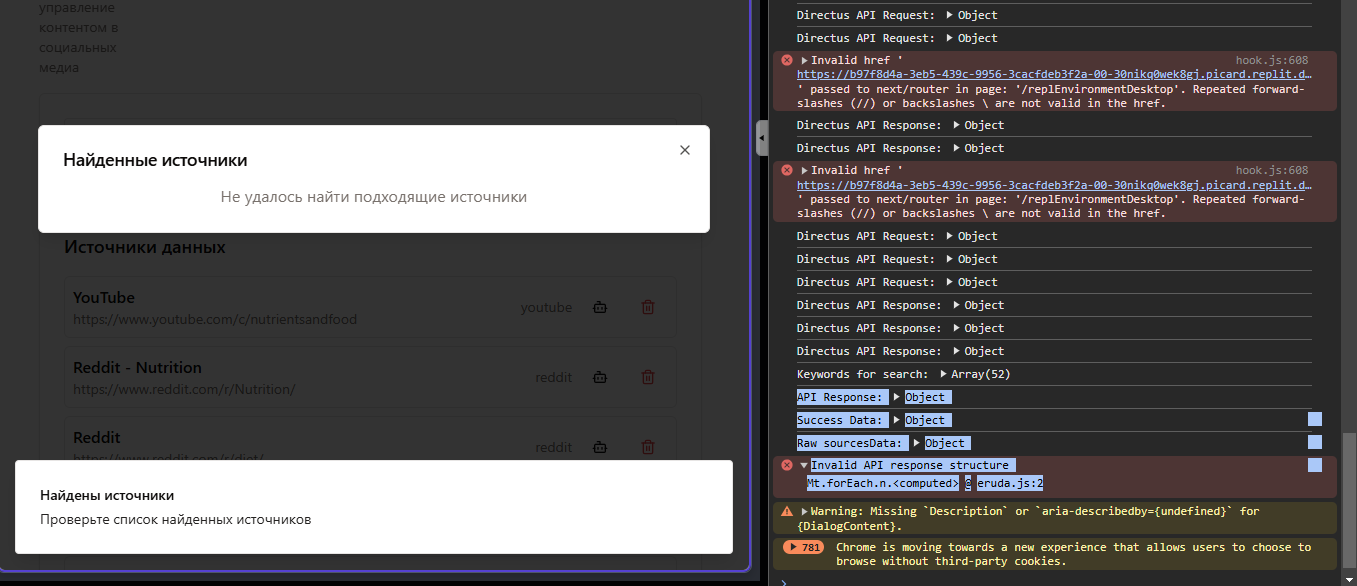 управление
контентом в
социальных
медиа
Найденные источники
Не удалось найти подходящие источники
Источники данных
YouTube
https://www.youtube.com/c/nutrientsandfood
youtube
Reddit - Nutrition
https://www.reddit.com/r/Nutrition/
reddit
Reddit
https://www.reddit.com/r/diet/
reddit
Найдены источники
Проверьте список найденных источников
Directus API Request: Object
Directus API Request: Object
Invalid href ' hook.js:608
https://b97f8d4a-3eb5-439c-9956-3cacfdeb3f2a-00-30nikq0wek8gj.picard.replit.d…
' passed to next/router in page: '/replEnvironmentDesktop'. Repeated forward-
slashes (//) or backslashes \ are not valid in the href.
Directus API Response: Object
Directus API Response: Object
Invalid href ' hook.js:608
https://b97f8d4a-3eb5-439c-9956-3cacfdeb3f2a-00-30nikq0wek8gj.picard.replit.d…
' passed to next/router in page: '/replEnvironmentDesktop'. Repeated forward-
slashes (//) or backslashes \ are not valid in the href.
Directus API Request: Object
Directus API Request: Object
Directus API Request: Object
Directus API Response: Object
Directus API Response: Object
Directus API Response: Object
Keywords for search: Array(52)
API Response: Object
Success Data: Object
Raw sourcesData: Object
Invalid API response structure
Mt.forEach.n.<computed> @ eruda.js:2
Warning: Missing `Description` or `aria-describedby={undefined}` for
{DialogContent}.
781 Chrome is moving towards a new experience that allows users to choose to
browse without third-party cookies.